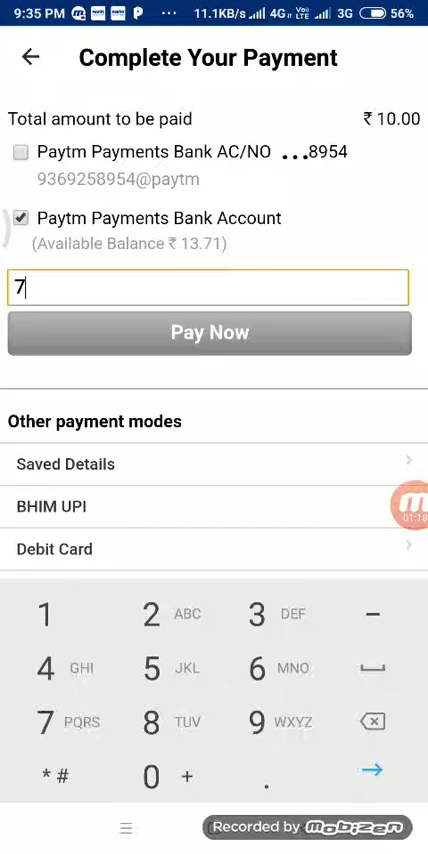 9:35 PM ... 11.1KB/s 4G VoLTE 3G 56%
Complete Your Payment
Total amount to be paid ₹ 10.00
Paytm Payments Bank AC/NO ...8954
9369258954@paytm
Paytm Payments Bank Account
(Available Balance ₹ 13.71)
7
Pay Now
Other payment modes
Saved Details
BHIM UPI
01:18
Debit Card
1 2 ABC 3 DEF -
4 GHI 5 JKL 6 MNO
7 PQRS 8 TUV 9 WXYZ
* # 0 + .
Recorded by mobizen